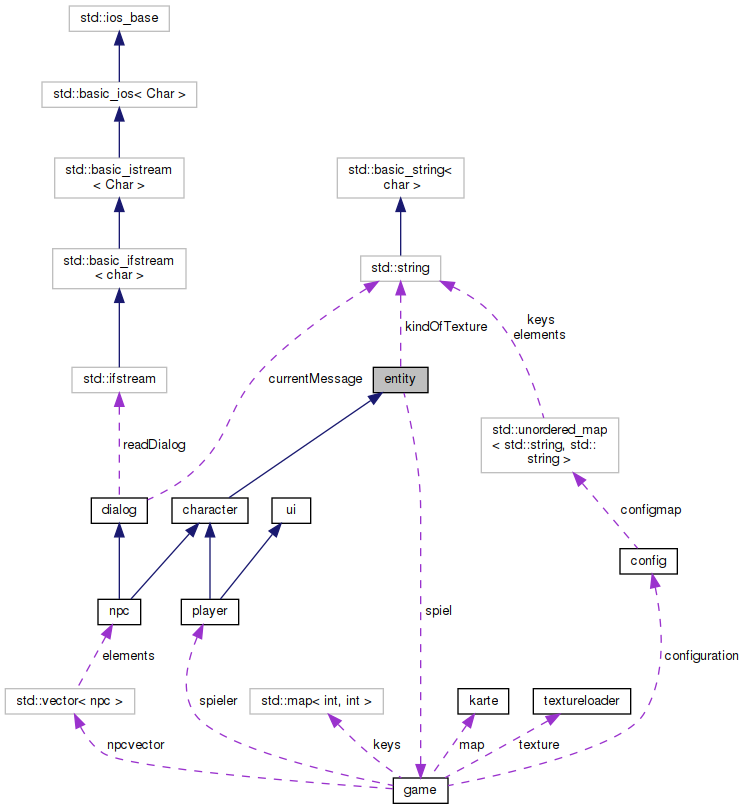 std::ios_base
std::basic_ios< Char >
std::basic_istream
< Char >
std::basic_string<
char >
std::basic_ifstream
< char >
std::string
keys
elements
kindOfTexture
std::ifstream
currentMessage
entity
std::unordered_map
< std::string, std::
string >
readDialog
dialog
character
ui
configmap
config
npc
player
spiel
elements
configuration
std::vector< npc >
spieler
std::map< int, int >
karte
textureloader
npcvector
keys
map
texture
game